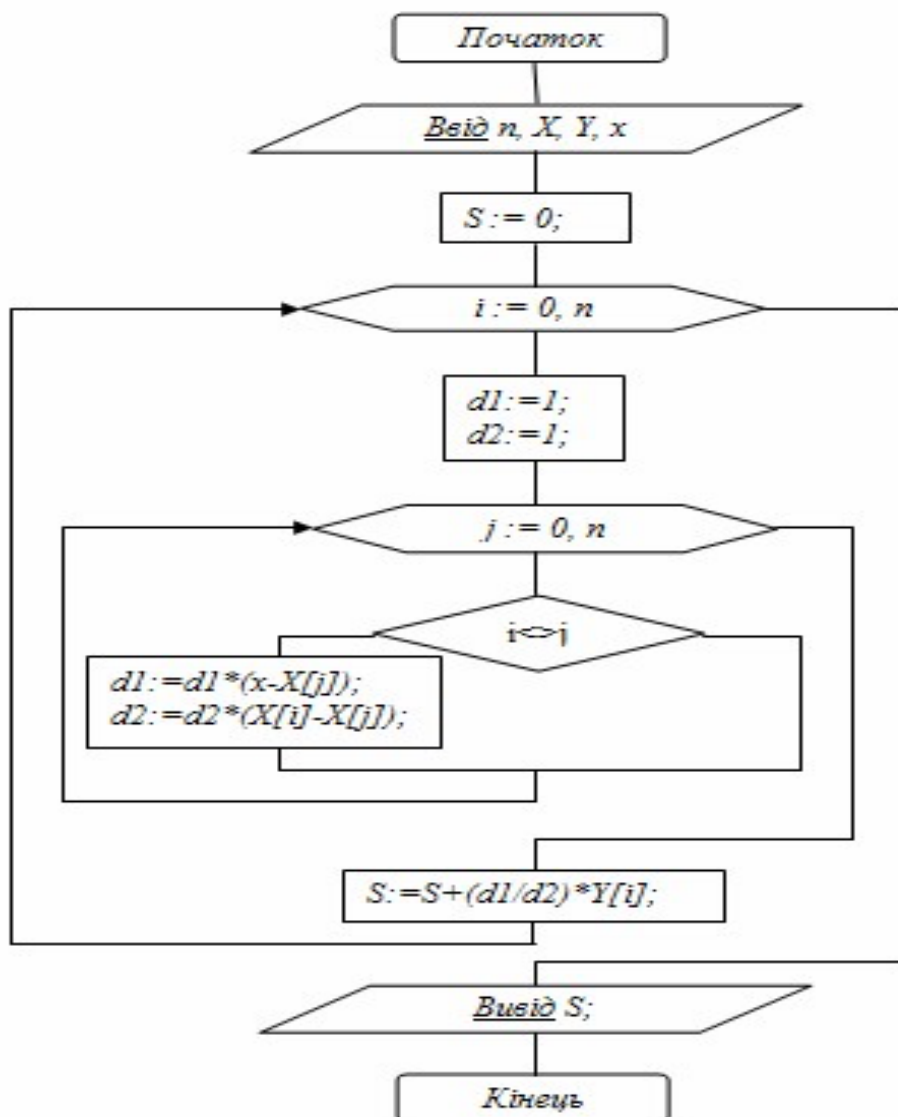 Початок
Ввід n, X, Y, x
S := 0;
i := 0, n
d1:=1;
d2:=1;
j := 0, n
i<>j
d1:=d1*(x-X[j]);
d2:=d2*(X[i]-X[j]);
S:=S+(d1/d2)*Y[i];
Вивід S;
Кінець